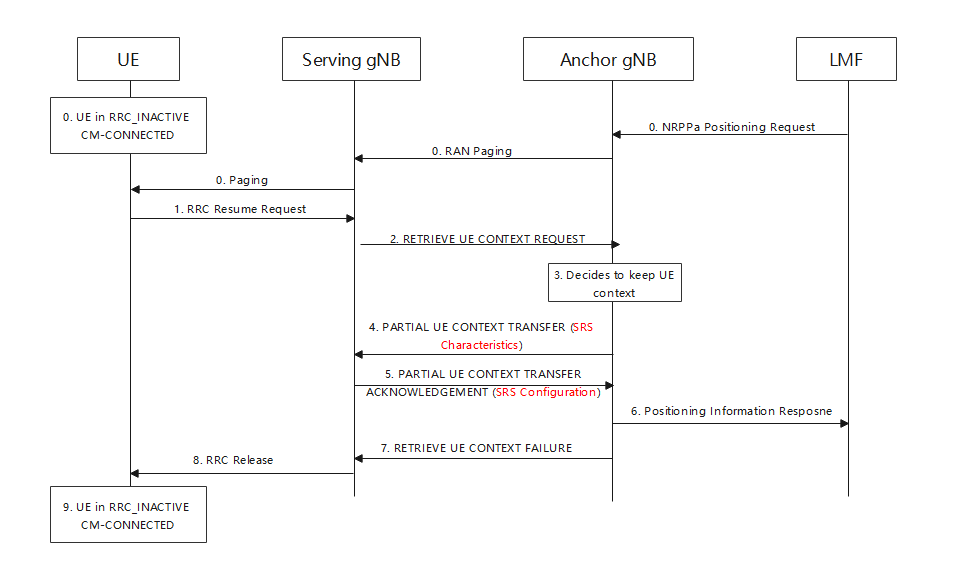 UE
Serving gNB
Anchor gNB
LMF
0. UE in RRC_INACTIVE
CM-CONNECTED
0. NRPPa Positioning Request
0. RAN Paging
0. Paging
1. RRC Resume Request
2. RETRIEVE UE CONTEXT REQUEST
3. Decides to keep UE
context
4. PARTIAL UE CONTEXT TRANSFER (SRS
Characteristics)
5. PARTIAL UE CONTEXT TRANSFER
ACKNOWLEDGEMENT (SRS Configuration)
6. Positioning Information Resposne
7. RETRIEVE UE CONTEXT FAILURE
8. RRC Release
9. UE in RRC_INACTIVE
CM-CONNECTED